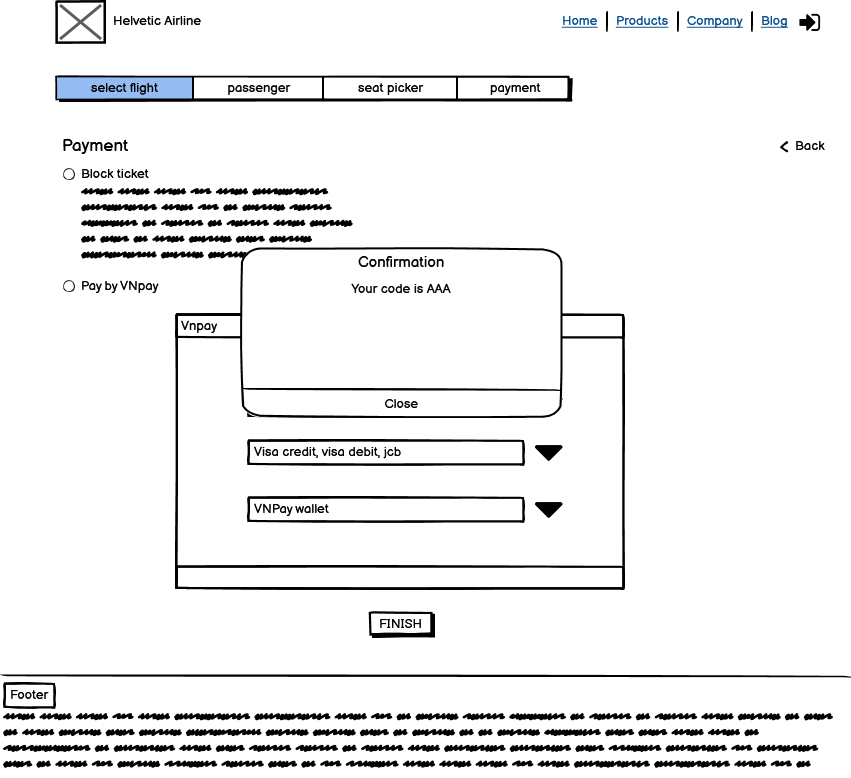 Helvetic Airline
Home Products Company Blog
select flight passenger seat picker payment
Payment
Back
Block ticket
Pay by VNpay
Confirmation
Your code is AAA
Close
Vnpay
Visa credit, visa debit, jcb
VNPay wallet
FINISH
Footer